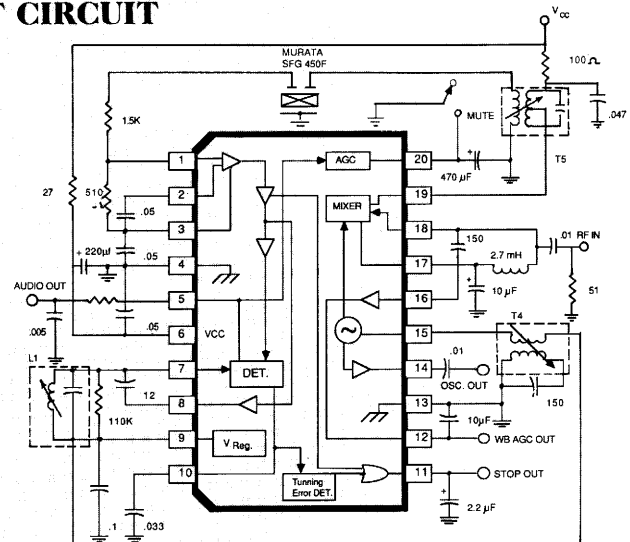 T CIRCUIT
Vcc
MURATA
SFG 450F
100 Ω
.047
T5
1.5K
MUTE
470 µF
+
27
510
.05
.05
220µf
+
.05
AUDIO OUT
.005
L1
12
110K
.1
.033
1
2
3
4
5
6
7
8
9
10
VCC
AGC
MIXER
DET.
V Reg.
Tunning
Error DET.
20
19
18
17
16
15
14
13
12
11
150
2.7 mH
10 µF
+
.01 RF IN
51
T4
.01
OSC. OUT
150
10µF
WB AGC OUT
STOP OUT
2.2 µF
+